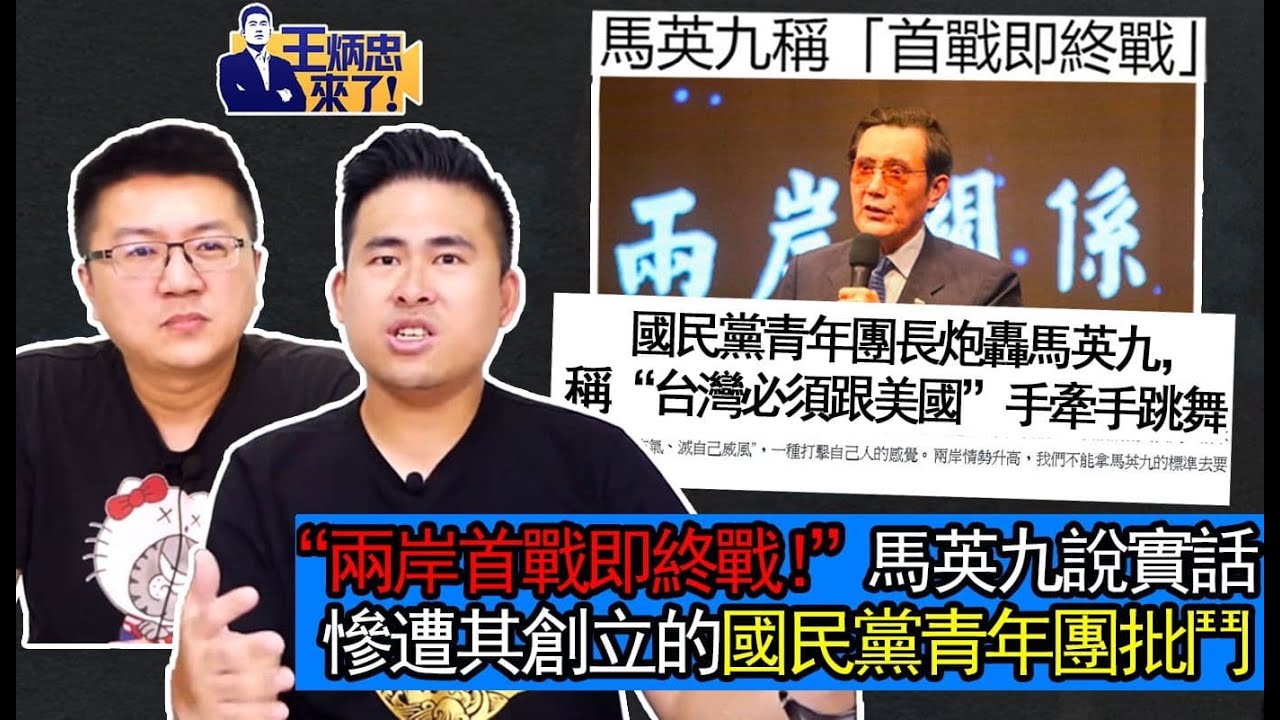 王炳忠
來了!
馬英九稱「首戰即終戰」
兩岸關係
國民黨青年團長炮轟馬英九,
稱“台灣必須跟美國”手牽手跳舞
氣、滅自己威風”，一種打擊自己人的感覺。兩岸情勢升高，我們不能拿馬英九的標準去要
“兩岸首戰即終戰!”馬英九說實話
慘遭其創立的國民黨青年團批鬥